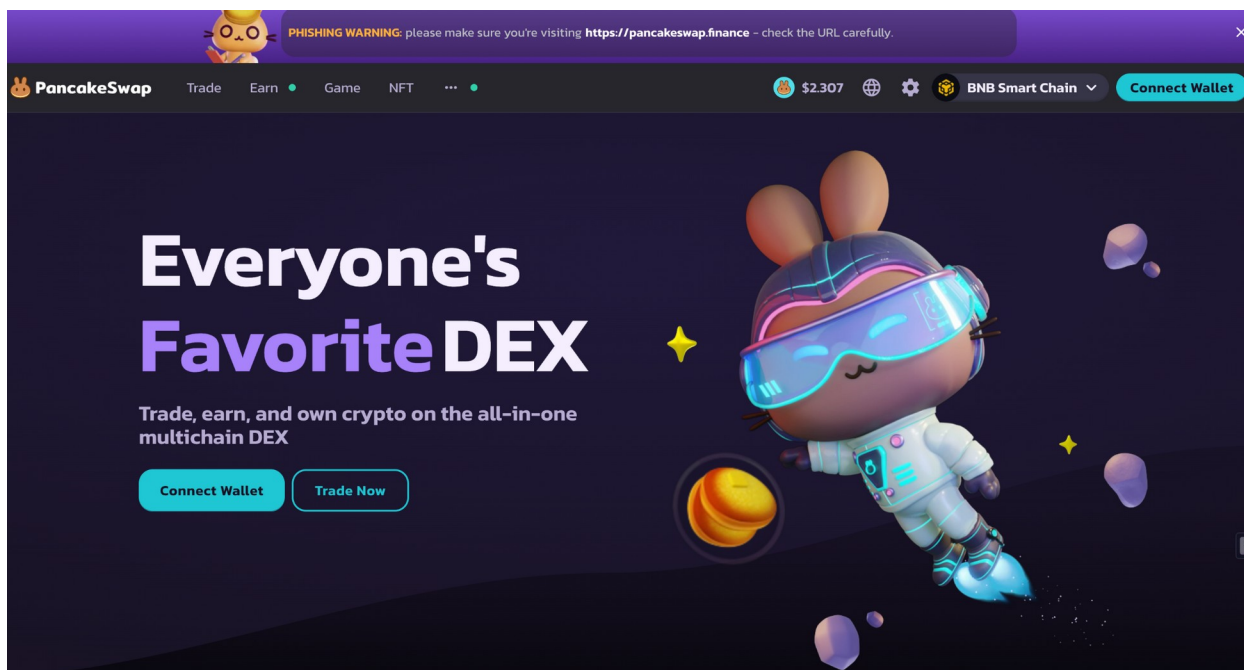 PHISHING WARNING: please make sure you're visiting https://pancakeswap.finance - check the URL carefully.
PancakeSwap Trade Earn Game NFT ••• $2.307 BNB Smart Chain Connect Wallet
Everyone's
Favorite DEX
Trade, earn, and own crypto on the all-in-one
multichain DEX
Connect Wallet Trade Now